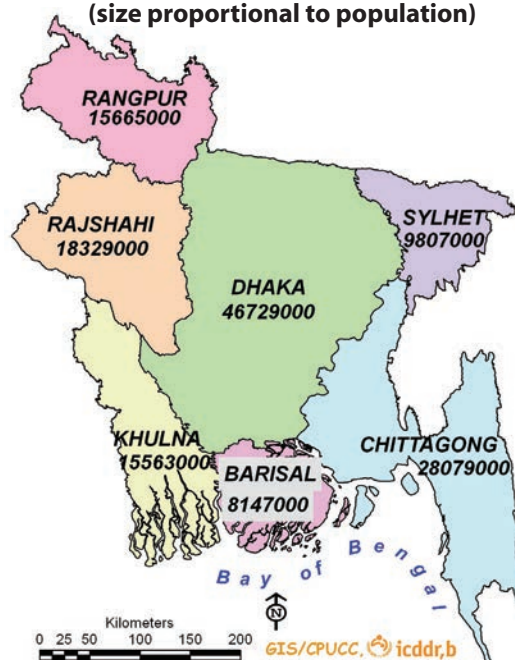 (size proportional to population)
RANGPUR
15665000
RAJSHAHI
18329000
SYLHET
9807000
DHAKA
46729000
KHULNA
15563000
BARISAL
8147000
CHITTAGONG
28079000
Bay of Bengal
N
Kilometers
0 25 50 100 150 200
GIS/CPUCC, icddr,b